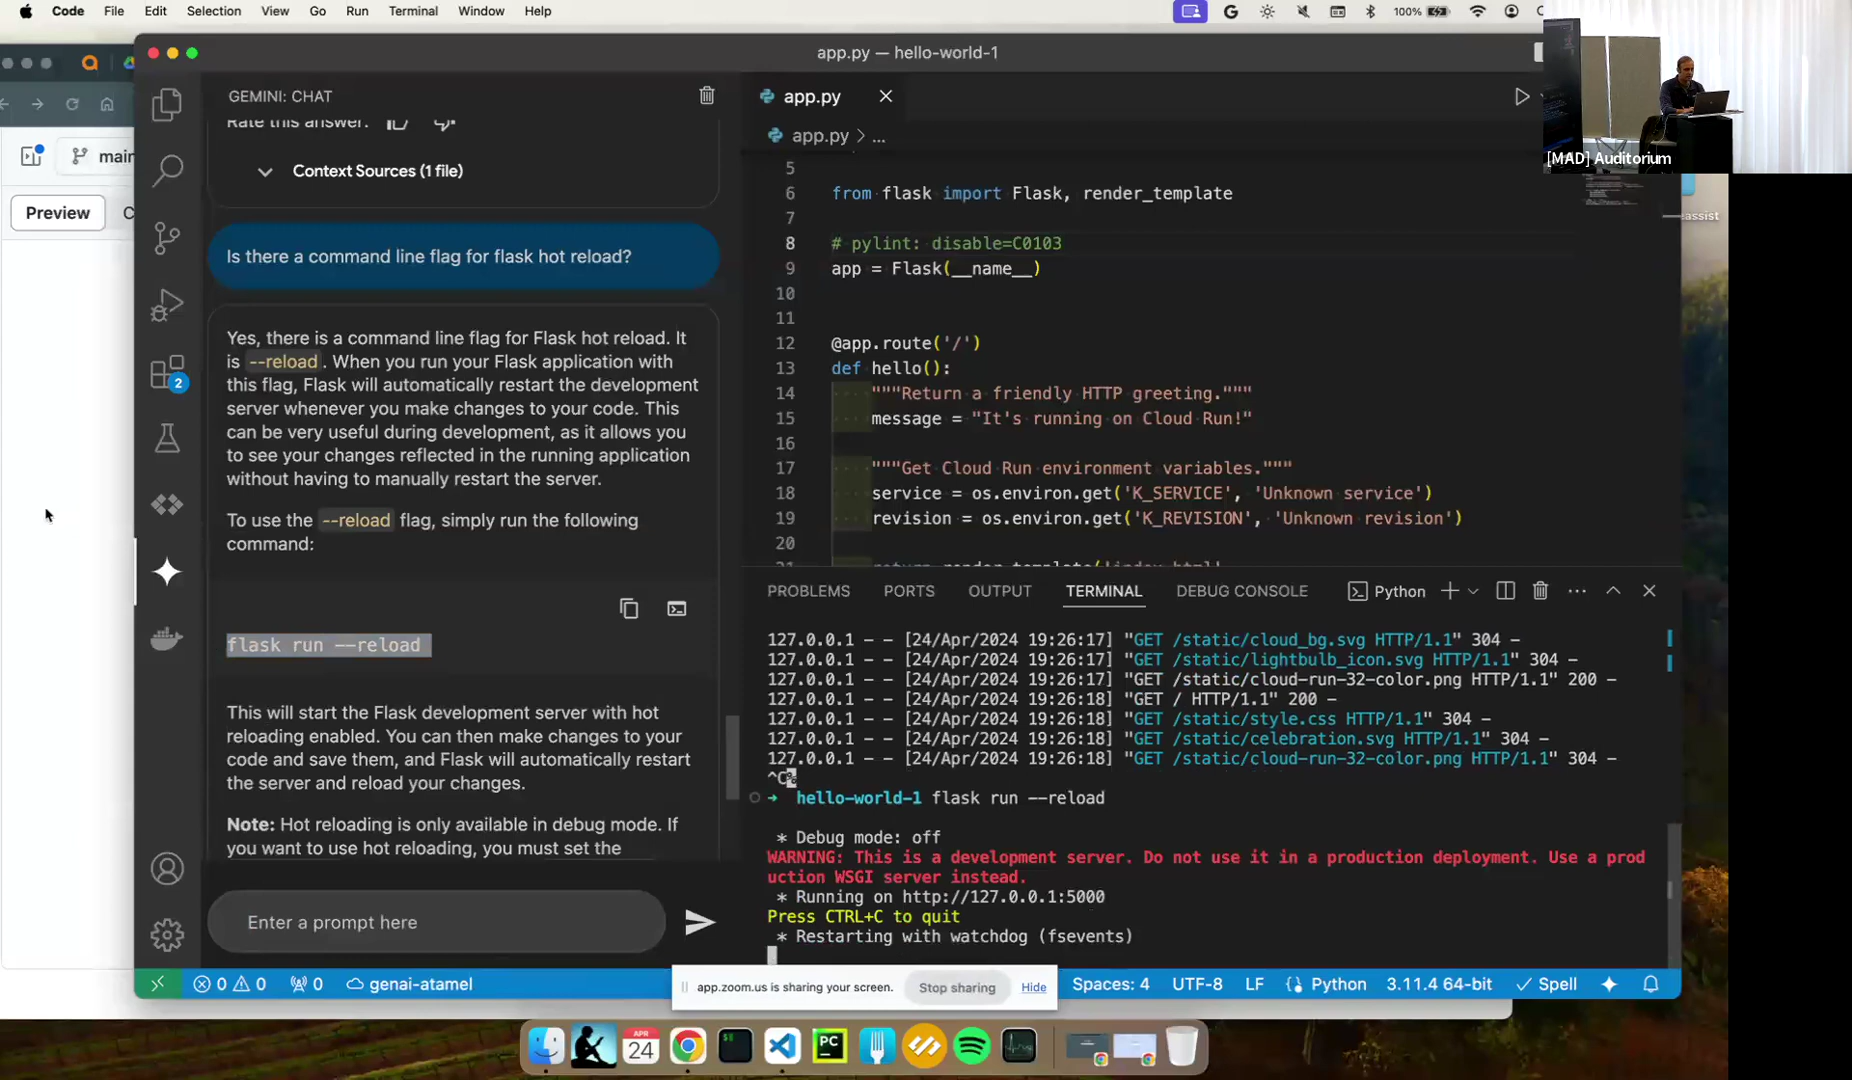 Code File Edit Selection View Go Run Terminal Window Help
100%
app.py — hello-world-1
GEMINI: CHAT
Rate this answer:
Context Sources (1 file)
main
Preview
Is there a command line flag for flask hot reload?
Yes, there is a command line flag for Flask hot reload. It
is --reload . When you run your Flask application with
this flag, Flask will automatically restart the development
server whenever you make changes to your code. This
can be very useful during development, as it allows you
to see your changes reflected in the running application
without having to manually restart the server.
To use the --reload flag, simply run the following
command:
flask run --reload
This will start the Flask development server with hot
reloading enabled. You can then make changes to your
code and save them, and Flask will automatically restart
the server and reload your changes.
Note: Hot reloading is only available in debug mode. If
you want to use hot reloading, you must set the
Enter a prompt here
2
app.py
app.py > ...
5
6 from flask import Flask, render_template
7
8 # pylint: disable=C0103
9 app = Flask(__name__)
10
11
12 @app.route('/')
13 def hello():
14 """Return a friendly HTTP greeting."""
15 message = "It's running on Cloud Run!"
16
17 """Get Cloud Run environment variables."""
18 service = os.environ.get('K_SERVICE', 'Unknown service')
19 revision = os.environ.get('K_REVISION', 'Unknown revision')
20
21 return render_template('index.html',
[MAD] Auditorium
eassist
PROBLEMS PORTS OUTPUT TERMINAL DEBUG CONSOLE Python
127.0.0.1 - - [24/Apr/2024 19:26:17] "GET /static/cloud_bg.svg HTTP/1.1" 304 -
127.0.0.1 - - [24/Apr/2024 19:26:17] "GET /static/lightbulb_icon.svg HTTP/1.1" 304 -
127.0.0.1 - - [24/Apr/2024 19:26:17] "GET /static/cloud-run-32-color.png HTTP/1.1" 200 -
127.0.0.1 - - [24/Apr/2024 19:26:18] "GET / HTTP/1.1" 200 -
127.0.0.1 - - [24/Apr/2024 19:26:18] "GET /static/style.css HTTP/1.1" 304 -
127.0.0.1 - - [24/Apr/2024 19:26:18] "GET /static/celebration.svg HTTP/1.1" 304 -
127.0.0.1 - - [24/Apr/2024 19:26:18] "GET /static/cloud-run-32-color.png HTTP/1.1" 304 -
^C%
➜ hello-world-1 flask run --reload
* Debug mode: off
WARNING: This is a development server. Do not use it in a production deployment. Use a prod
uction WSGI server instead.
* Running on http://127.0.0.1:5000
Press CTRL+C to quit
* Restarting with watchdog (fsevents)
0 0 0 genai-atamel
app.zoom.us is sharing your screen. Stop sharing Hide
Spaces: 4 UTF-8 LF Python 3.11.4 64-bit Spell
APR
24
PC